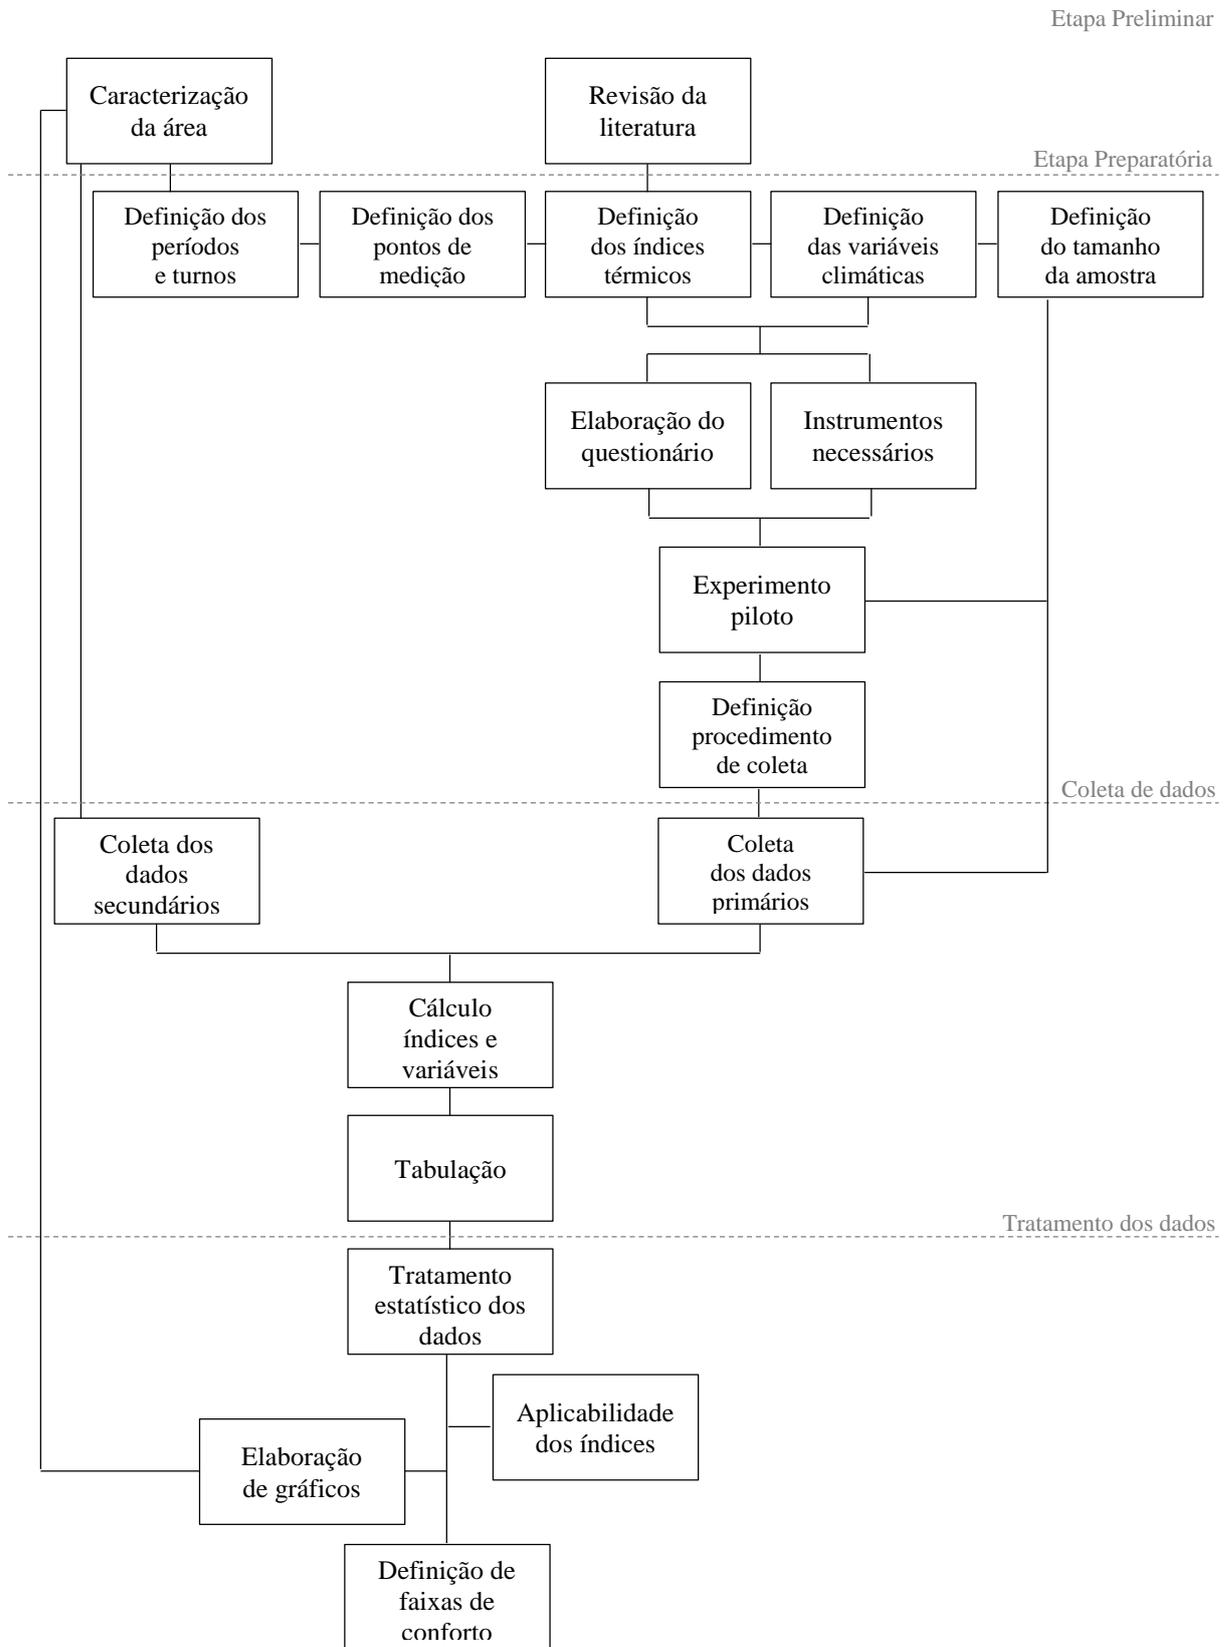 Etapa Preliminar
Caracterização
da área
Revisão da
literatura
Etapa Preparatória
Definição dos
períodos
e turnos
Definição dos
pontos de
medição
Definição
dos índices
térmicos
Definição
das variáveis
climáticas
Definição
do tamanho
da amostra
Elaboração do
questionário
Instrumentos
necessários
Experimento
piloto
Definição
procedimento
de coleta
Coleta de dados
Coleta dos
dados
secundários
Coleta
dos dados
primários
Cálculo
índices e
variáveis
Tabulação
Tratamento dos dados
Tratamento
estatístico dos
dados
Aplicabilidade
dos índices
Elaboração
de gráficos
Definição de
faixas de
conforto